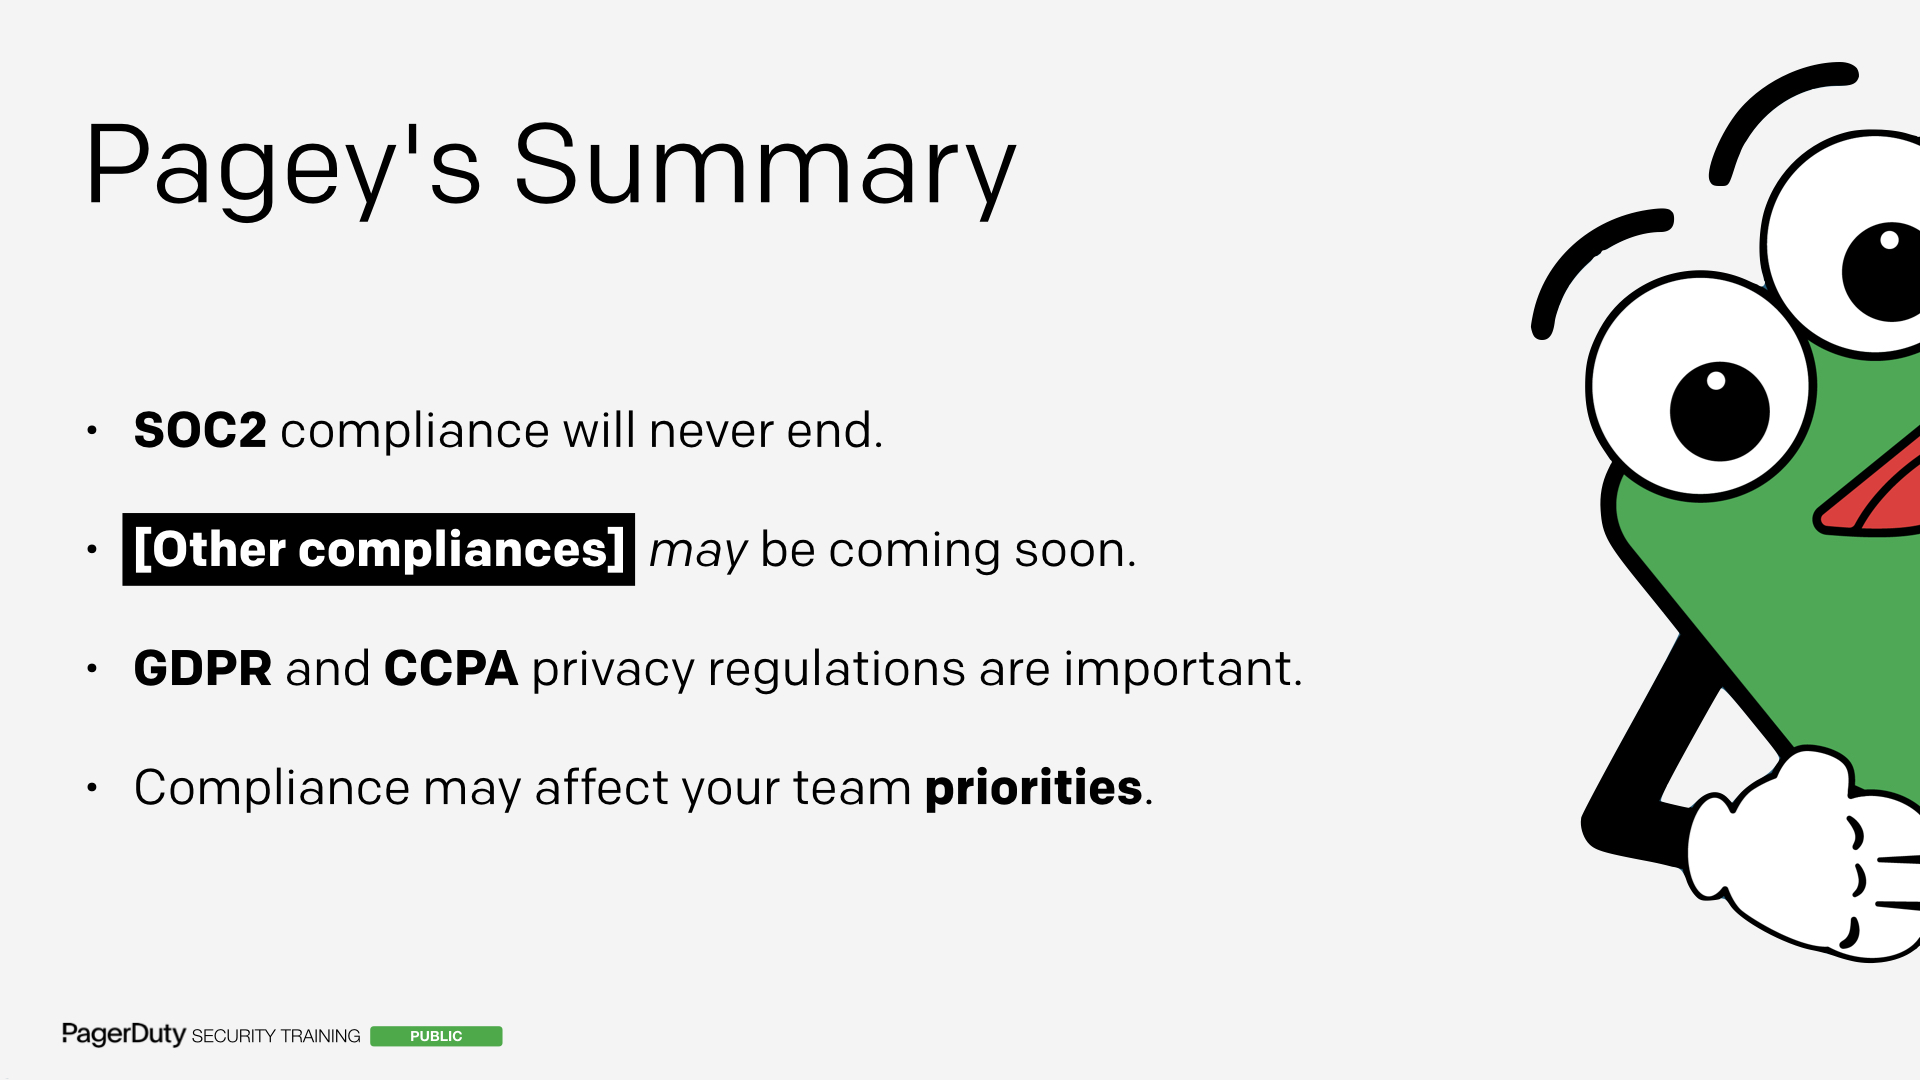 Pagey's Summary
• SOC2 compliance will never end.
• [Other compliances] may be coming soon.
• GDPR and CCPA privacy regulations are important.
• Compliance may affect your team priorities.
PagerDuty SECURITY TRAINING PUBLIC